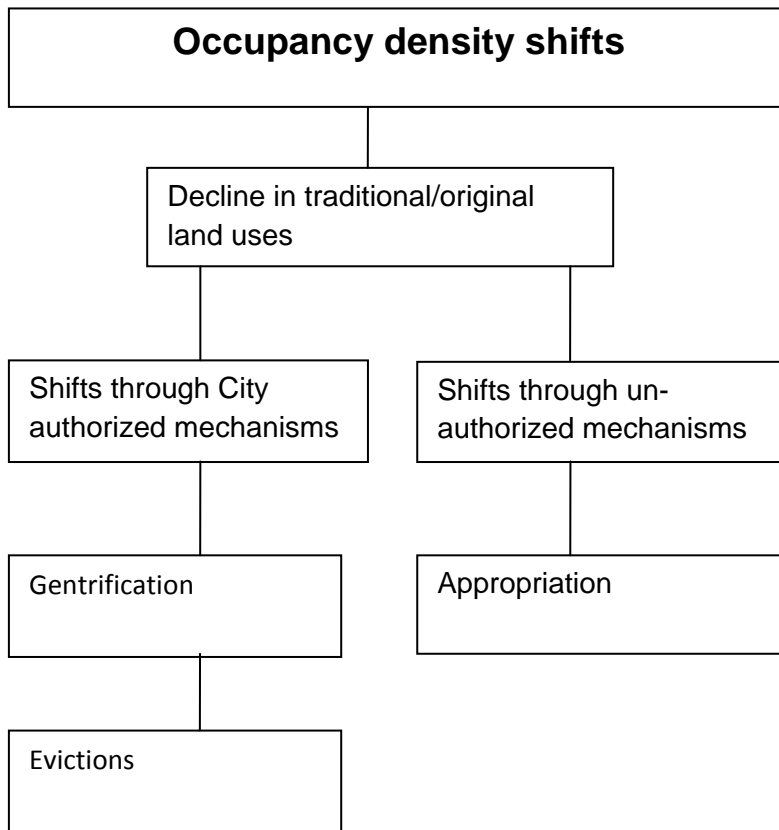 Occupancy density shifts
Decline in traditional/original
land uses
Shifts through City
authorized mechanisms
Shifts through un-
authorized mechanisms
Gentrification
Appropriation
Evictions